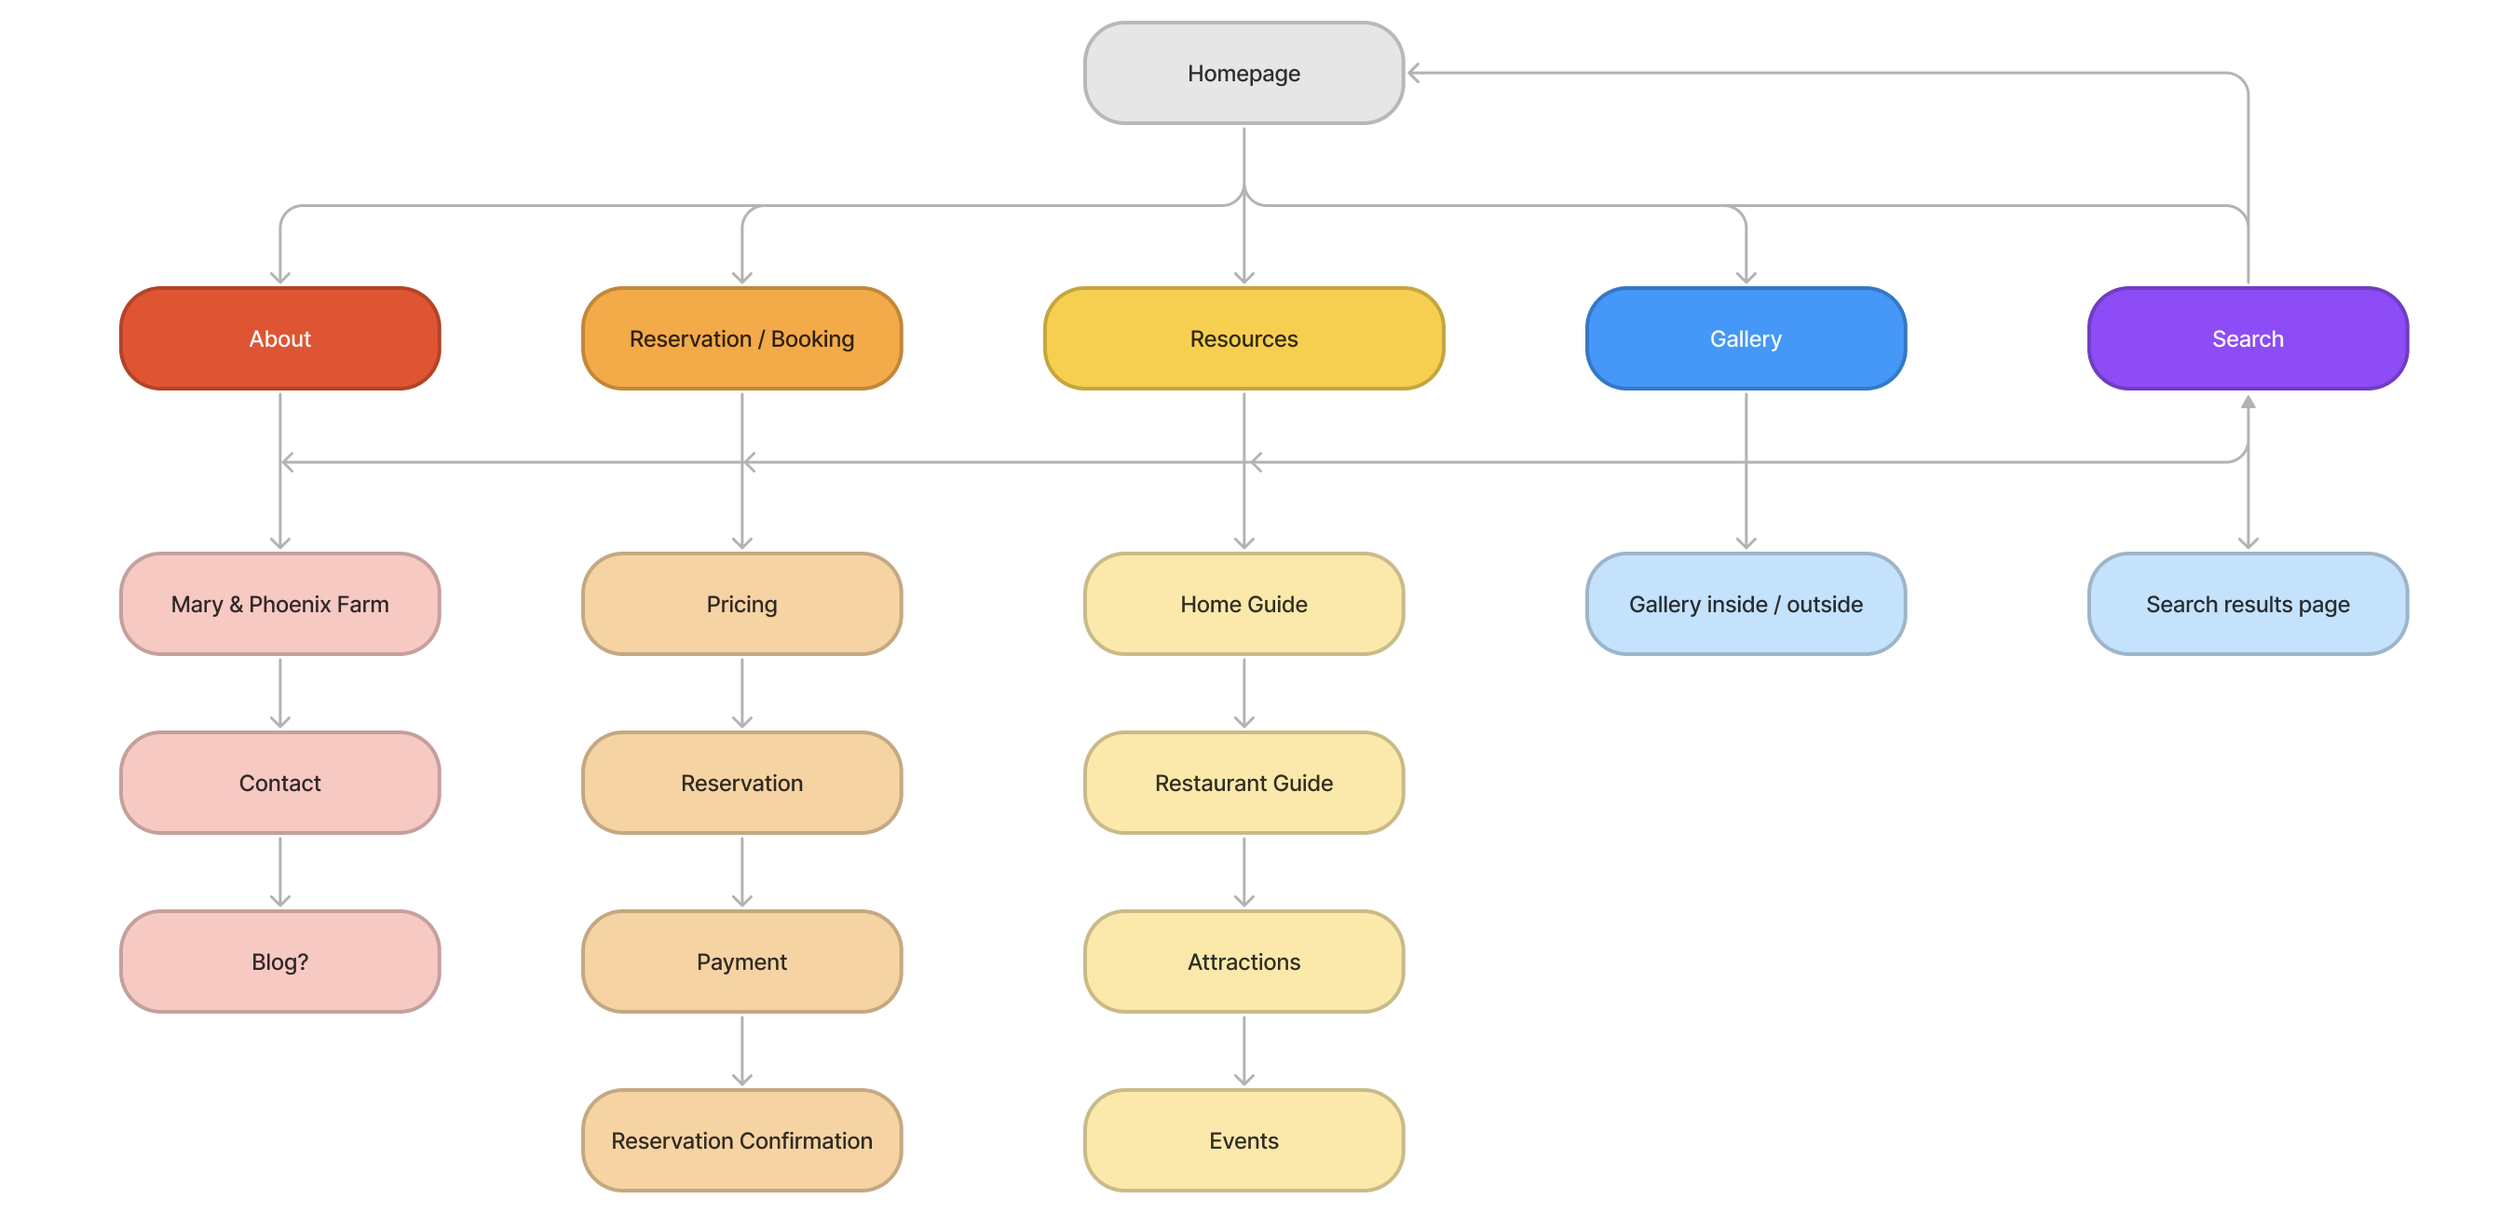 Homepage
About
Reservation / Booking
Resources
Gallery
Search
Mary & Phoenix Farm
Pricing
Home Guide
Gallery inside / outside
Search results page
Contact
Reservation
Restaurant Guide
Blog?
Payment
Attractions
Reservation Confirmation
Events